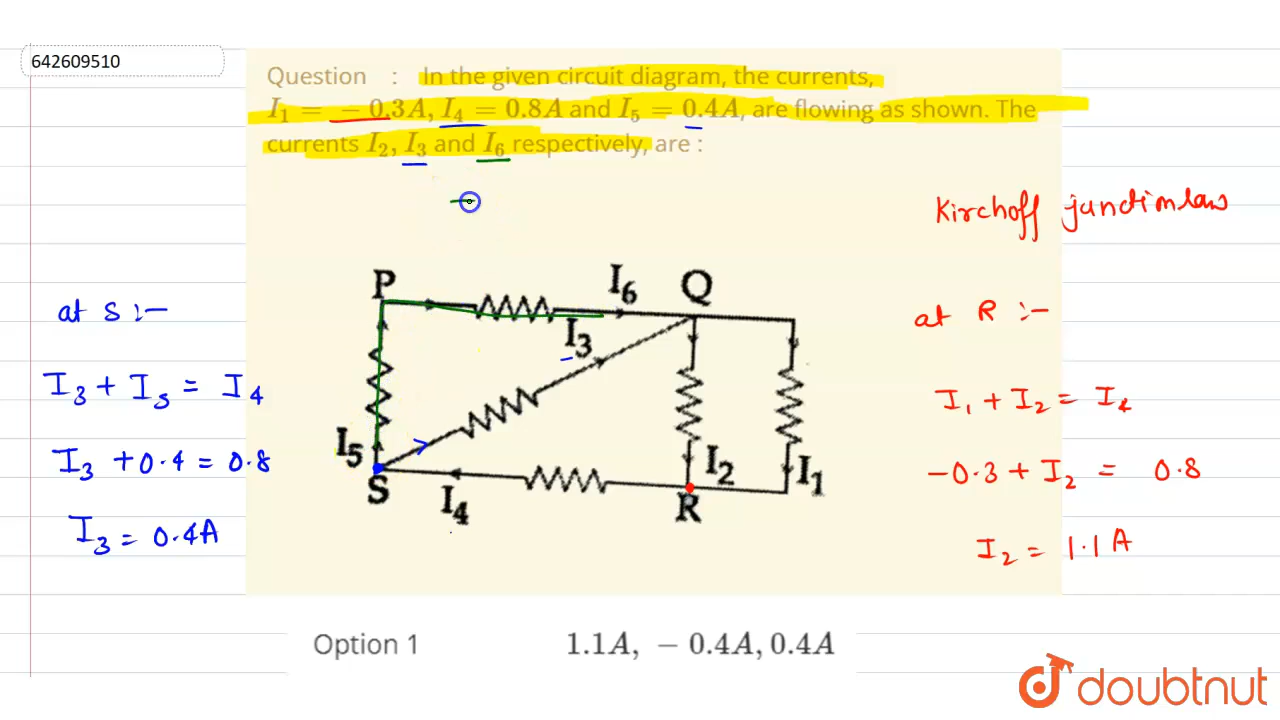 642609510
Question : In the given circuit diagram, the currents,
I₁ = −0.3A, I₄ = 0.8A and I₅ = 0.4A, are flowing as shown. The
currents I₂, I₃ and I₆ respectively, are :
Kirchoff junction law
P
I₆
Q
I₃
I₅
S
I₄
I₂
R
I₁
at S :-
I₃ + I₅ = I₄
I₃ + 0.4 = 0.8
I₃ = 0.4A
at R :-
I₁ + I₂ = I₄
-0.3 + I₂ = 0.8
I₂ = 1.1 A
Option 1 1.1A, −0.4A, 0.4A
doubtnut